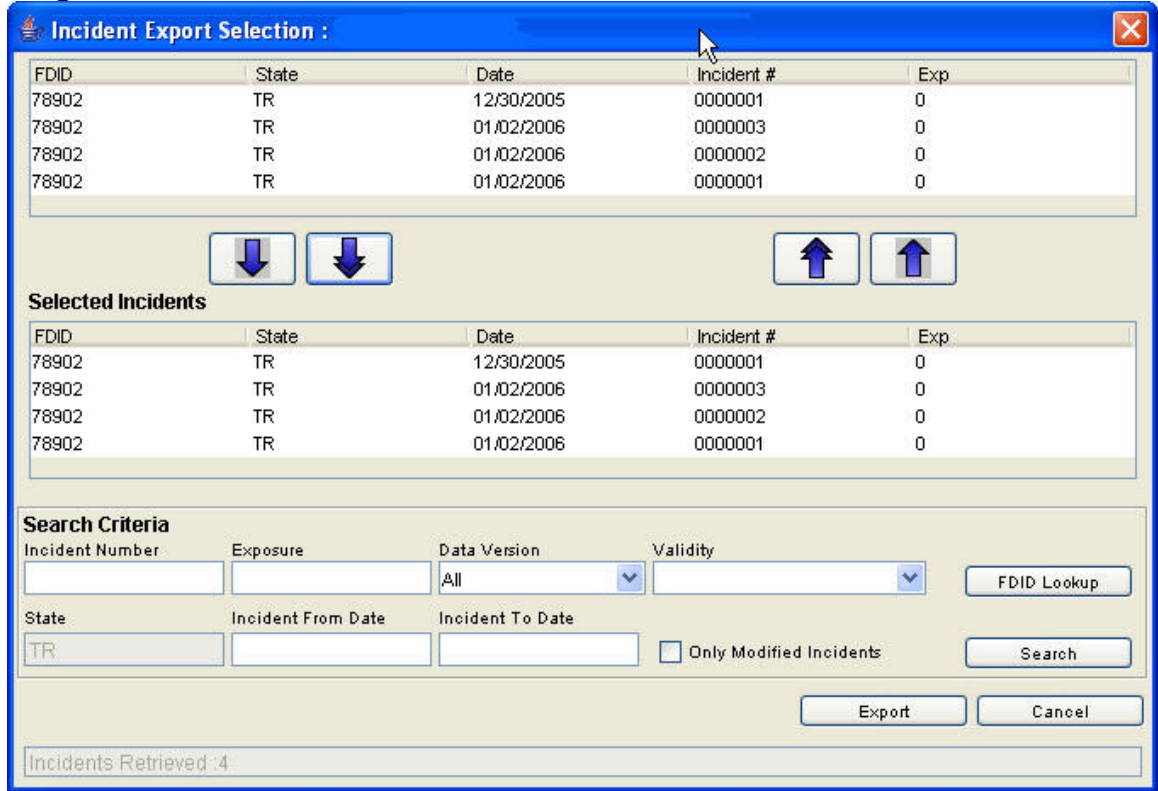 Incident Export Selection :
FDID State Date Incident # Exp
78902 TR 12/30/2005 0000001 0
78902 TR 01/02/2006 0000003 0
78902 TR 01/02/2006 0000002 0
78902 TR 01/02/2006 0000001 0
Selected Incidents
FDID State Date Incident # Exp
78902 TR 12/30/2005 0000001 0
78902 TR 01/02/2006 0000003 0
78902 TR 01/02/2006 0000002 0
78902 TR 01/02/2006 0000001 0
Search Criteria
Incident Number Exposure Data Version Validity
All FDID Lookup
State Incident From Date Incident To Date
TR Only Modified Incidents Search
Export Cancel
Incidents Retrieved :4